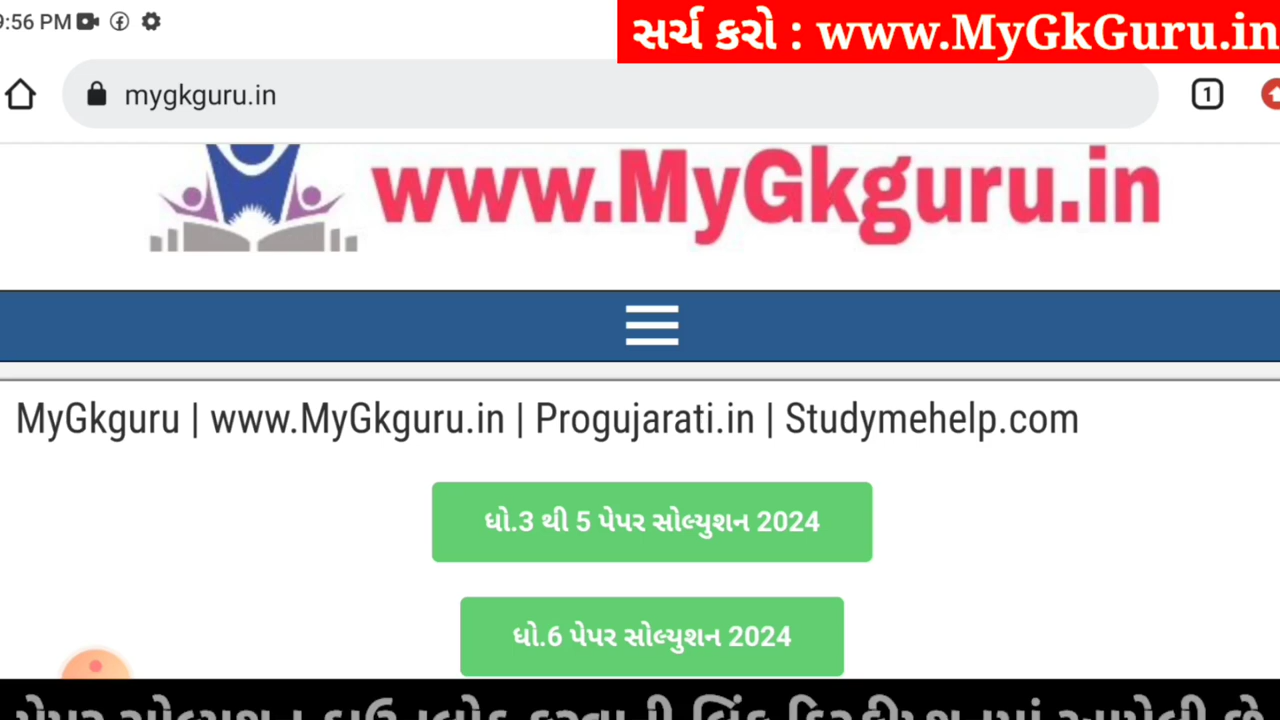 9:56 PM
સર્ચ કરો : www.MyGkGuru.in
mygkguru.in
1
www.MyGkguru.in
MyGkguru | www.MyGkguru.in | Progujarati.in | Studymehelp.com
ધો.3 થી 5 પેપર સોલ્યુશન 2024
ધો.6 પેપર સોલ્યુશન 2024